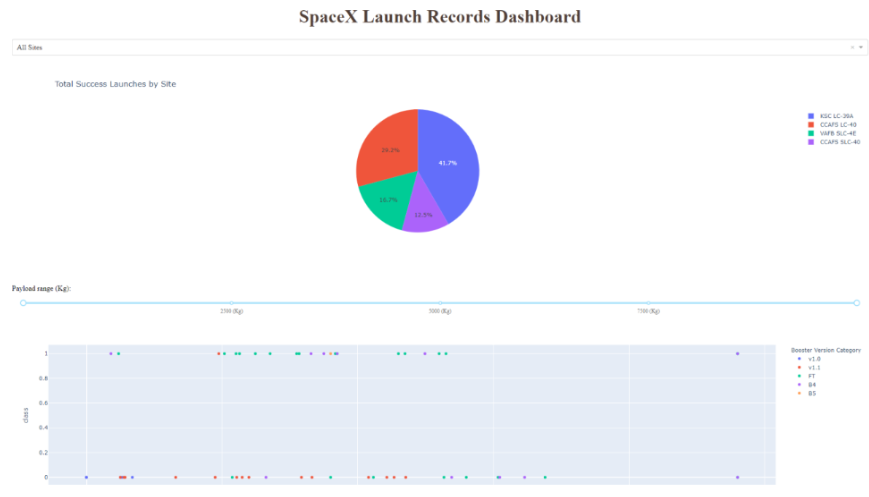 SpaceX Launch Records Dashboard
All Sites
Total Success Launches by Site
KSC LC-39A
CCAFS LC-40
VAFB SLC-4E
CCAFS SLC-40
29.2%
41.7%
16.7%
12.5%
Payload range (Kg):
2500 (Kg)
5000 (Kg)
7500 (Kg)
Booster Version Category
v1.0
v1.1
FT
B4
B5
1
0.8
0.6
0.4
0.2
0
class